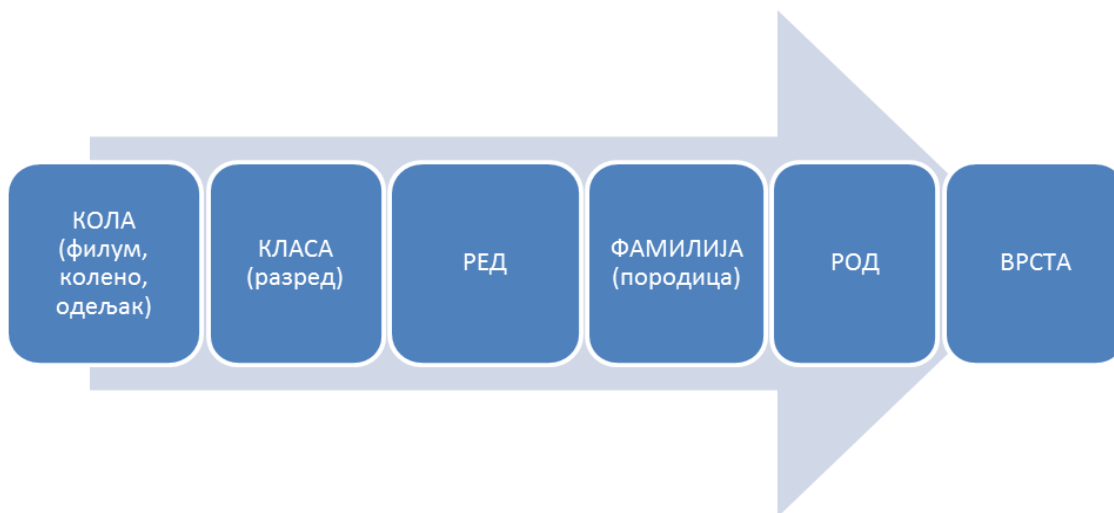 КОЛА
(филум,
колено,
одељак)
КЛАСА
(разред)
РЕД
ФАМИЛИЈА
(породица)
РОД
ВРСТА